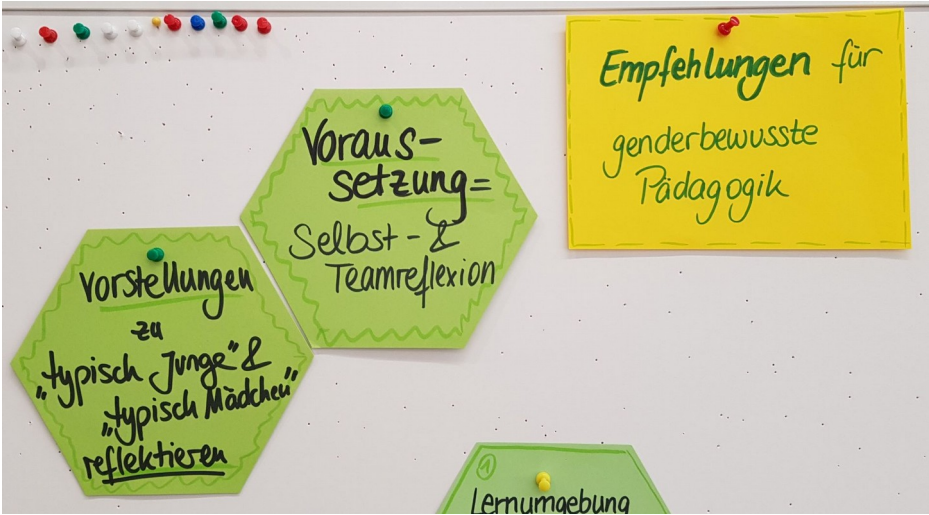 Empfehlungen für
genderbewusste
Pädagogik
Voraus-
setzung=
Selbst- &
Teamreflexion
Vorstellungen
zu
„typisch Junge" &
„typisch Mädchen"
reflektieren
1
Lernumgebung